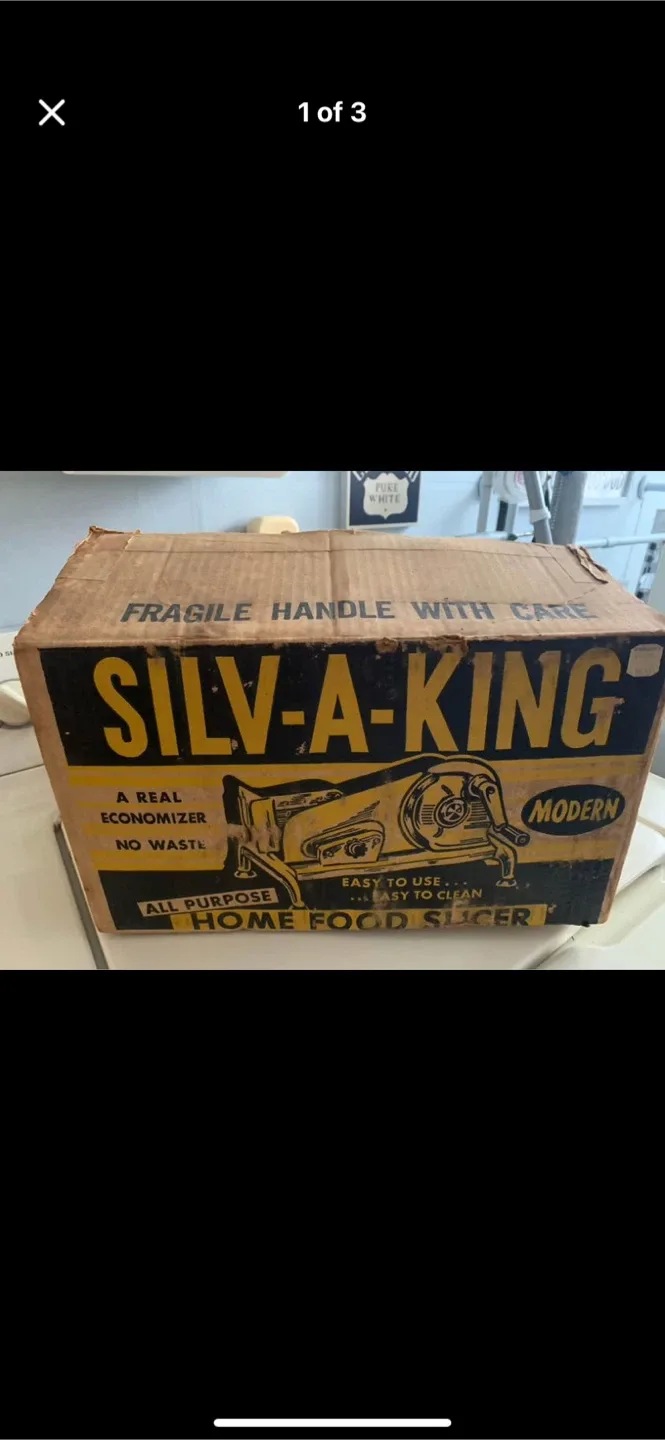 1 of 3
PURE
WHITE
FRAGILE HANDLE WITH CARE
SILV-A-KING
A REAL
ECONOMIZER
NO WASTE
MODERN
EASY TO USE...
...EASY TO CLEAN
ALL PURPOSE
HOME FOOD SLICER